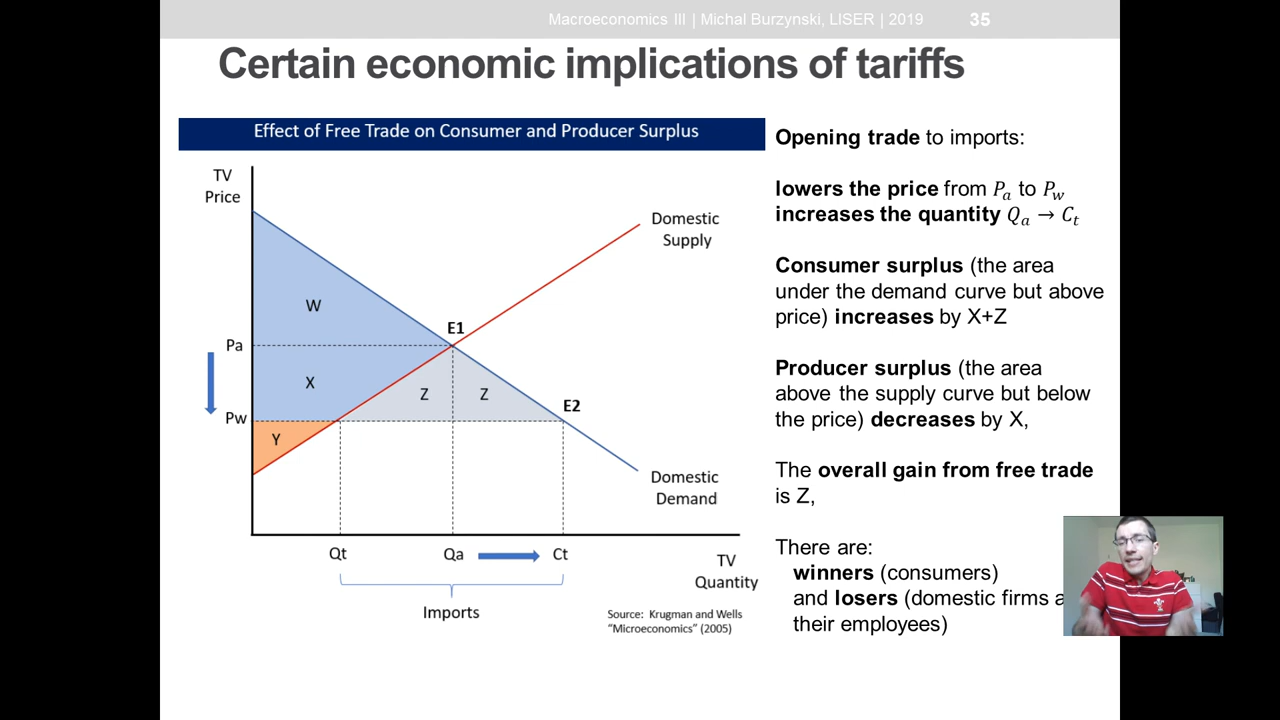 Macroeconomics III | Michal Burzynski, LISER | 2019 35
Certain economic implications of tariffs
Effect of Free Trade on Consumer and Producer Surplus
TV
Price
Domestic
Supply
W
E1
Pa
X
Z
Z
E2
Pw
Y
Domestic
Demand
Qt
Qa
Ct
TV
Quantity
Imports
Source: Krugman and Wells
“Microeconomics” (2005)
Opening trade to imports:
lowers the price from Pa to Pw
increases the quantity Qa → Ct
Consumer surplus (the area
under the demand curve but above
price) increases by X+Z
Producer surplus (the area
above the supply curve but below
the price) decreases by X,
The overall gain from free trade
is Z,
There are:
winners (consumers)
and losers (domestic firms a
their employees)